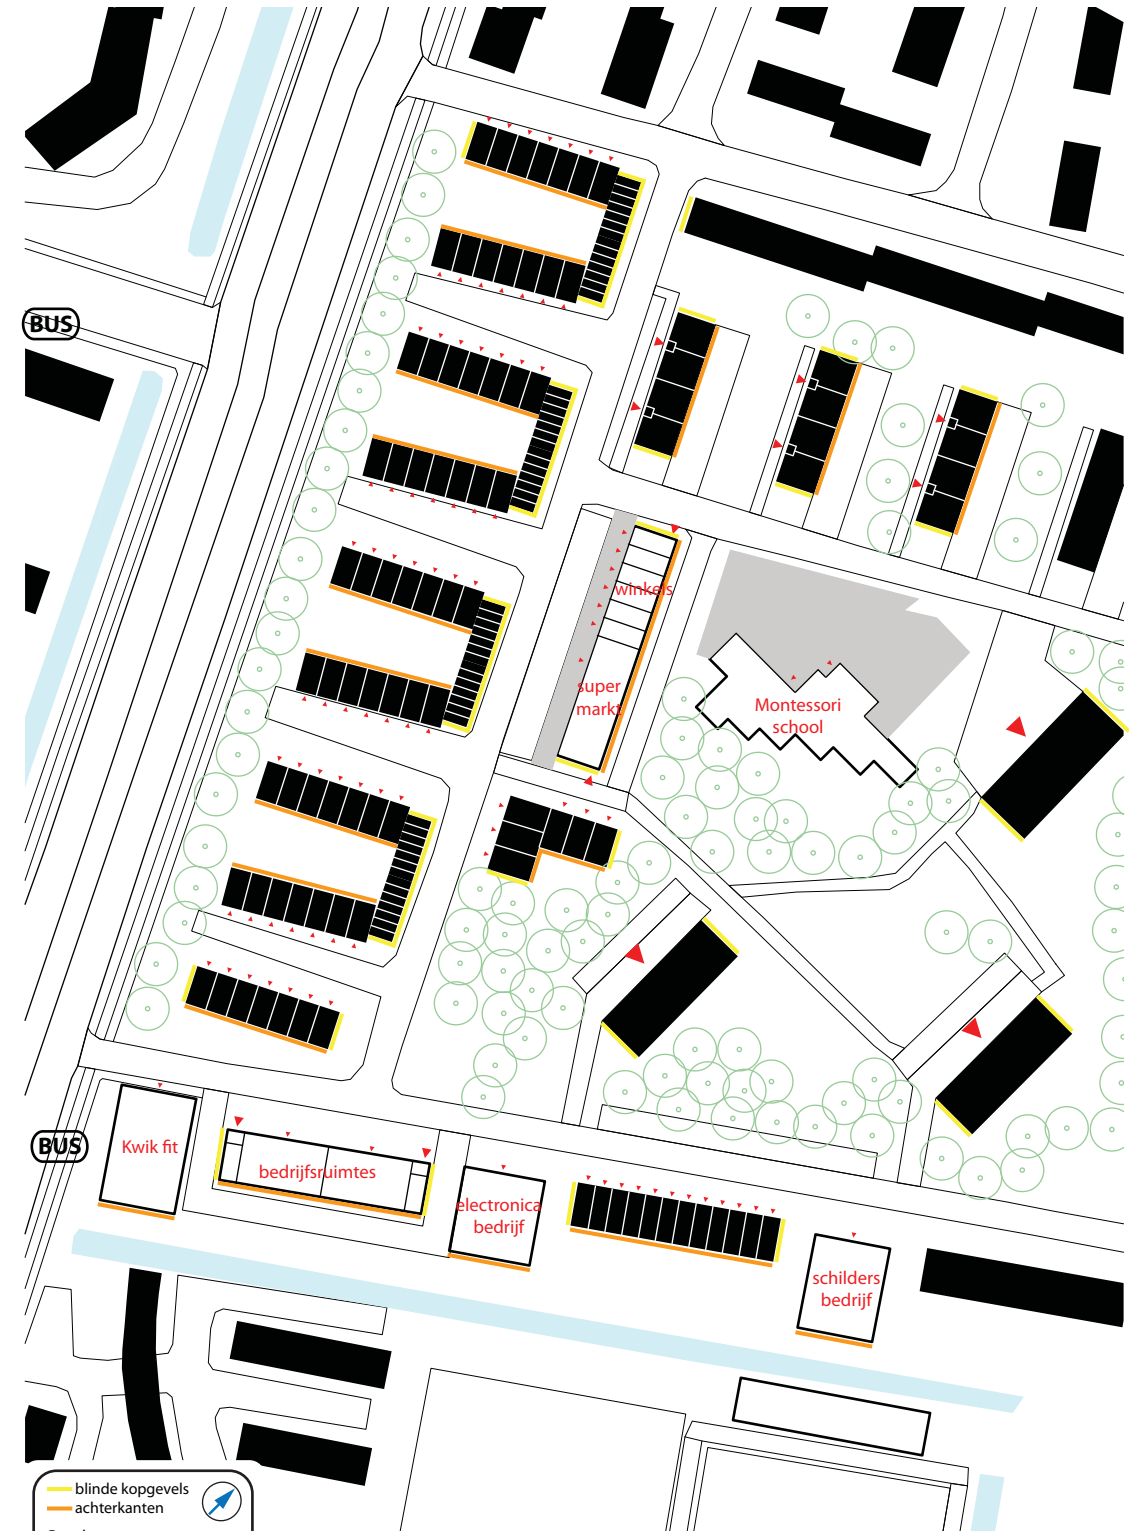 BUS
winkels
super
markt
Montessori
school
BUS
Kwik fit
bedrijfsruimtes
electronica
bedrijf
schilders
bedrijf
blinde kopgevels
achterkanten